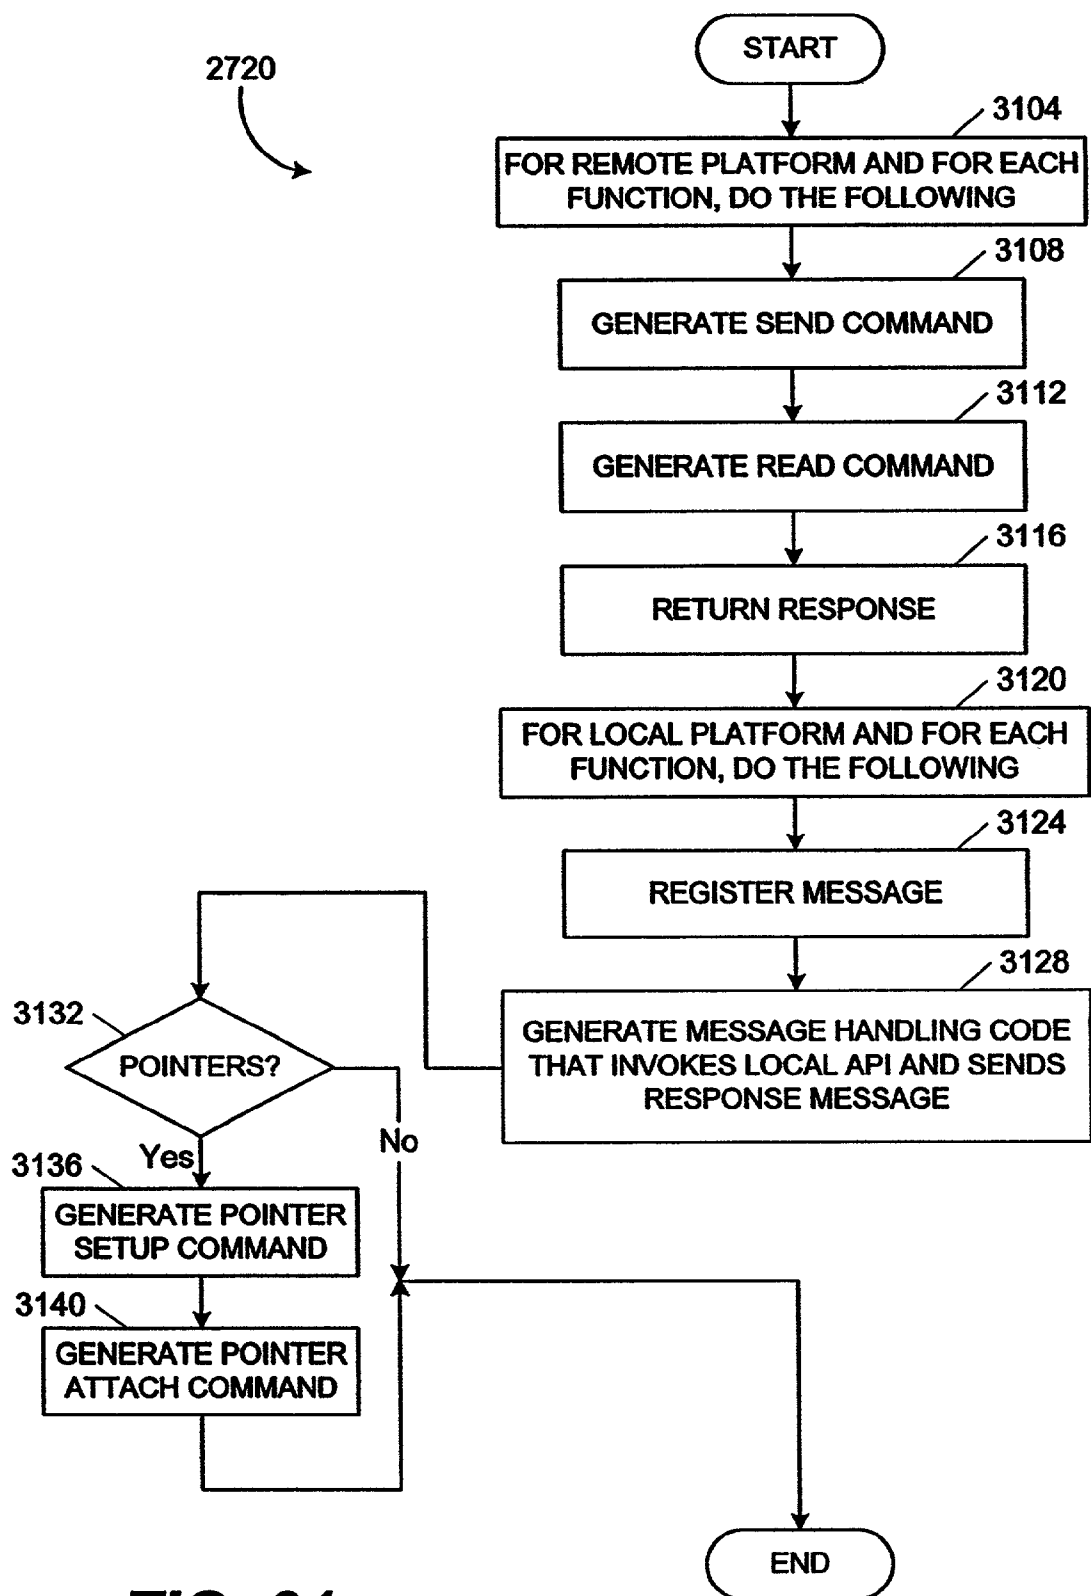 START
2720
3104
FOR REMOTE PLATFORM AND FOR EACH
FUNCTION, DO THE FOLLOWING
3108
GENERATE SEND COMMAND
3112
GENERATE READ COMMAND
3116
RETURN RESPONSE
3120
FOR LOCAL PLATFORM AND FOR EACH
FUNCTION, DO THE FOLLOWING
3124
REGISTER MESSAGE
3128
GENERATE MESSAGE HANDLING CODE
THAT INVOKES LOCAL API AND SENDS
RESPONSE MESSAGE
3132
POINTERS?
No
Yes
3136
GENERATE POINTER
SETUP COMMAND
3140
GENERATE POINTER
ATTACH COMMAND
END